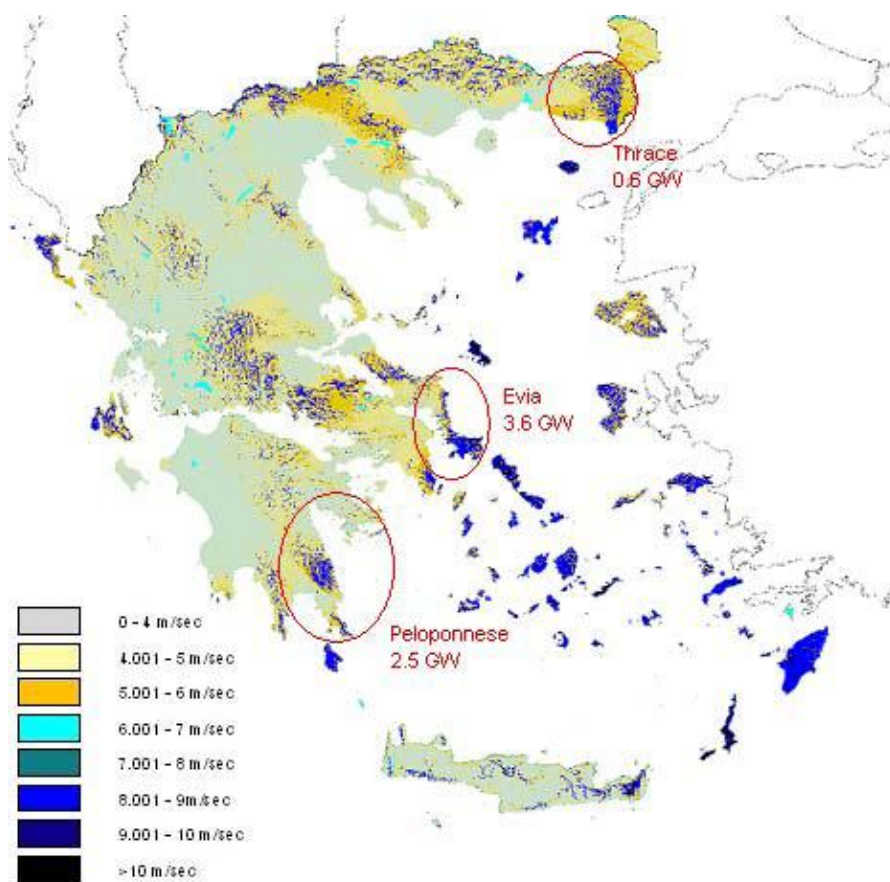 Thrace
0.6 GW
Evia
3.6 GW
Peloponnese
2.5 GW
0 - 4 m/sec
4.001 - 5 m/sec
5.001 - 6 m/sec
6.001 - 7 m/sec
7.001 - 8 m/sec
8.001 - 9m/sec
9.001 - 10 m/sec
>10 m/sec